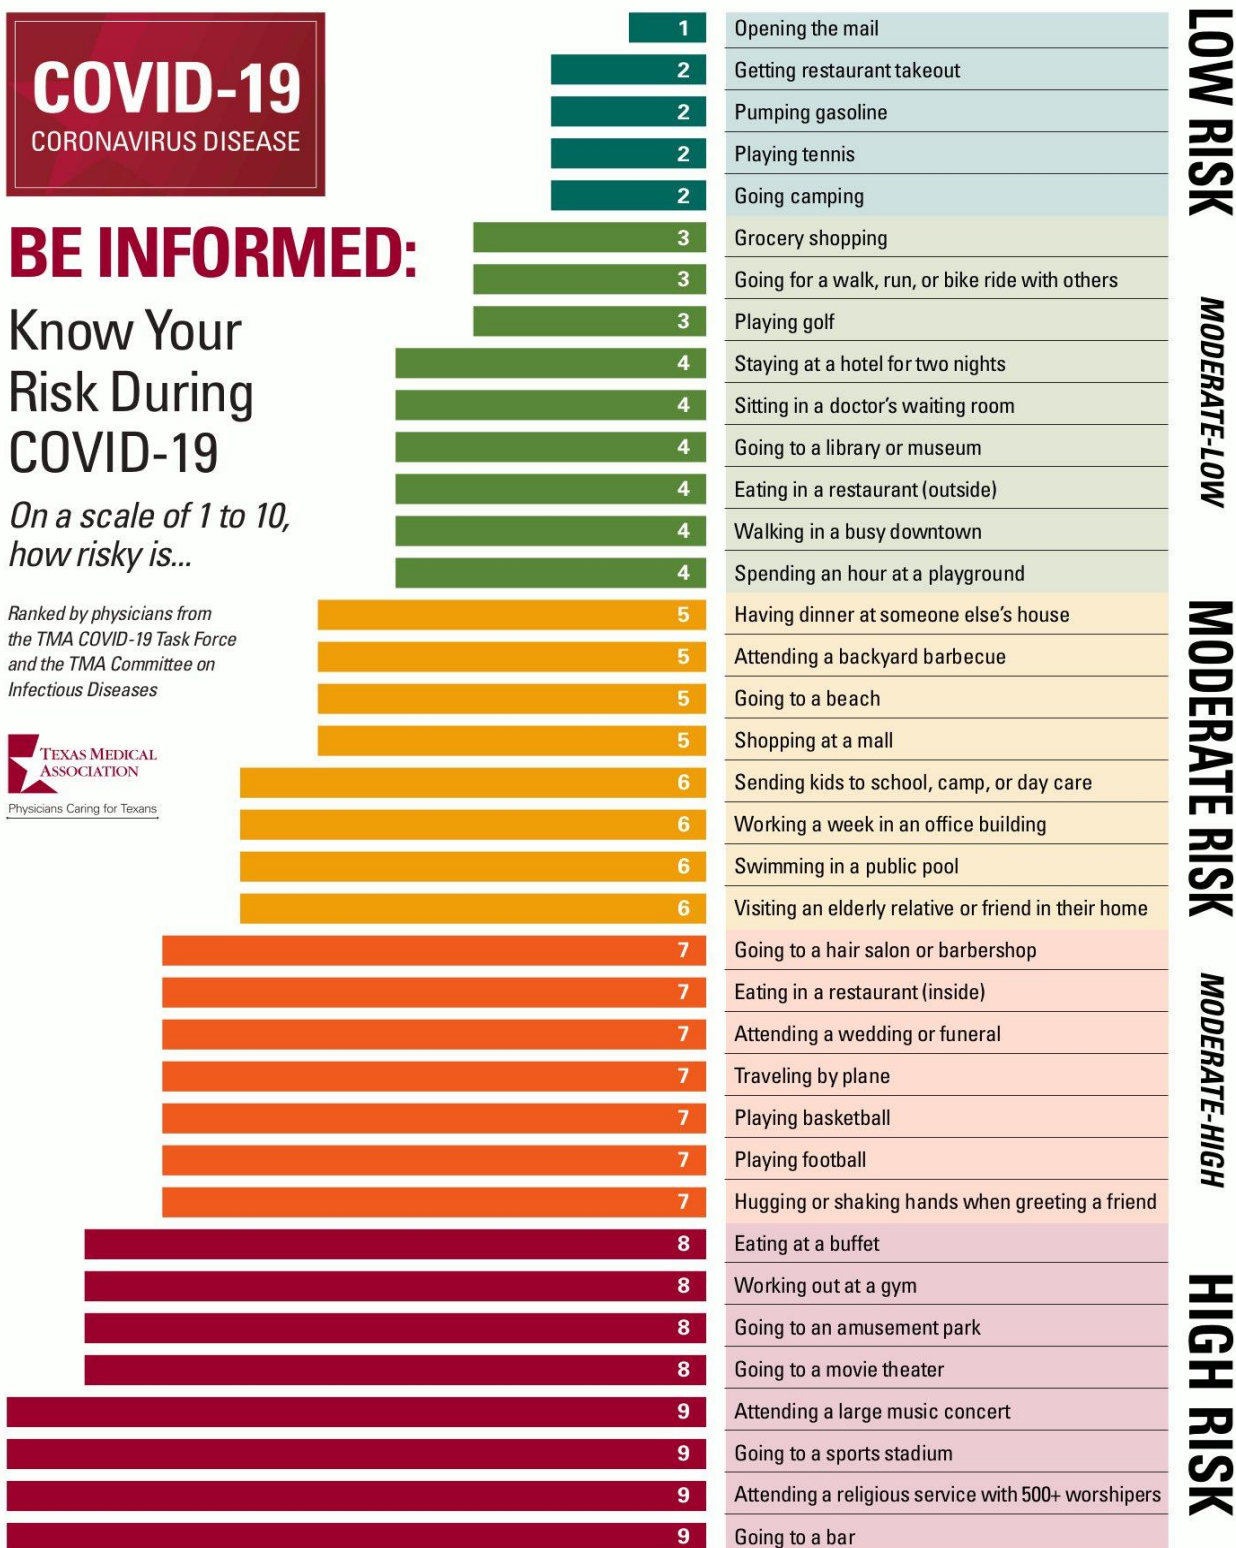 COVID-19
CORONAVIRUS DISEASE
BE INFORMED:
Know Your
Risk During
COVID-19
On a scale of 1 to 10,
how risky is...
Ranked by physicians from
the TMA COVID-19 Task Force
and the TMA Committee on
Infectious Diseases
TEXAS MEDICAL
ASSOCIATION
Physicians Caring for Texans
1 Opening the mail
2 Getting restaurant takeout
2 Pumping gasoline
2 Playing tennis
2 Going camping
3 Grocery shopping
3 Going for a walk, run, or bike ride with others
3 Playing golf
4 Staying at a hotel for two nights
4 Sitting in a doctor's waiting room
4 Going to a library or museum
4 Eating in a restaurant (outside)
4 Walking in a busy downtown
4 Spending an hour at a playground
5 Having dinner at someone else's house
5 Attending a backyard barbecue
5 Going to a beach
5 Shopping at a mall
6 Sending kids to school, camp, or day care
6 Working a week in an office building
6 Swimming in a public pool
6 Visiting an elderly relative or friend in their home
7 Going to a hair salon or barbershop
7 Eating in a restaurant (inside)
7 Attending a wedding or funeral
7 Traveling by plane
7 Playing basketball
7 Playing football
7 Hugging or shaking hands when greeting a friend
8 Eating at a buffet
8 Working out at a gym
8 Going to an amusement park
8 Going to a movie theater
9 Attending a large music concert
9 Going to a sports stadium
9 Attending a religious service with 500+ worshipers
9 Going to a bar
LOW RISK
MODERATE-LOW
MODERATE RISK
MODERATE-HIGH
HIGH RISK